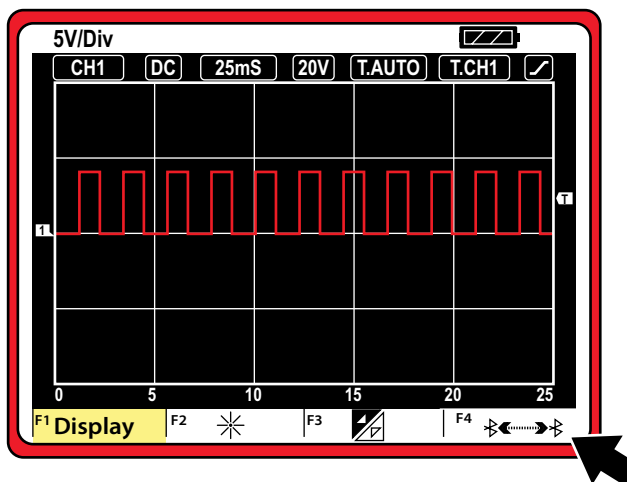 5V/Div
CH1 DC 25mS 20V T.AUTO T.CH1
T
1
0 5 10 15 20 25
F1 Display F2 F3 F4